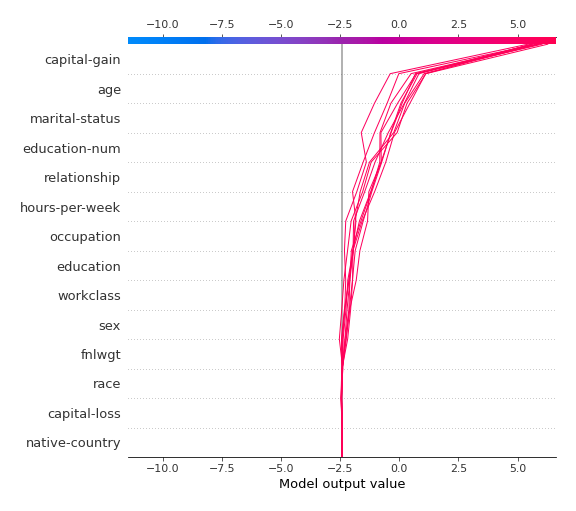 −10.0 −7.5 −5.0 −2.5 0.0 2.5 5.0
capital-gain
age
marital-status
education-num
relationship
hours-per-week
occupation
education
workclass
sex
fnlwgt
race
capital-loss
native-country
−10.0 −7.5 −5.0 −2.5 0.0 2.5 5.0
Model output value